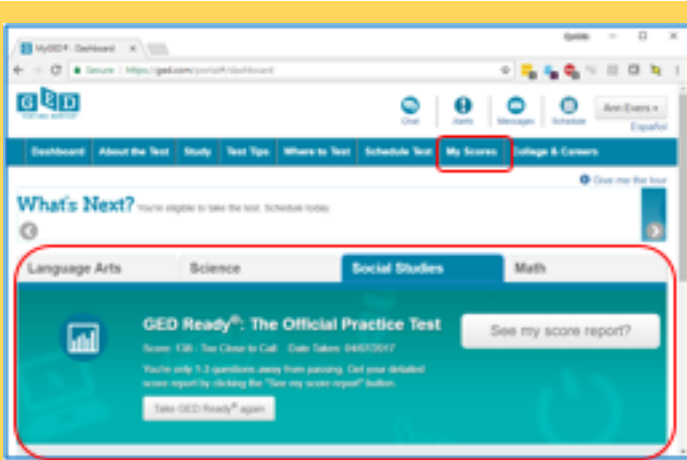 MyGED® - Dashboard
Secure https://ged.com/portal/#/dashboard
GED
Chat Alerts Messages Schedule Ann Evers
Español
Dashboard About the Test Study Test Tips Where to Test Schedule Test My Scores College & Careers
Give me the tour
What's Next? You're eligible to take the test. Schedule today.
Language Arts Science Social Studies Math
GED Ready®: The Official Practice Test
See my score report?
Score: 138 - Too Close to Call Date Taken:
You're only 1-3 questions away from passing. Get your detailed
score report by clicking the "See my score report" button.
Take GED Ready® again